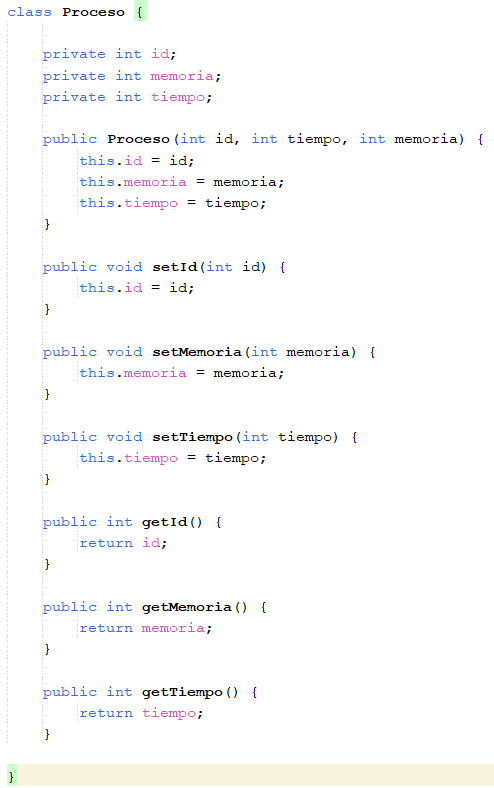 class Proceso {
private int id;
private int memoria;
private int tiempo;
public Proceso(int id, int tiempo, int memoria) {
this.id = id;
this.memoria = memoria;
this.tiempo = tiempo;
}
public void setId(int id) {
this.id = id;
}
public void setMemoria(int memoria) {
this.memoria = memoria;
}
public void setTiempo(int tiempo) {
this.tiempo = tiempo;
}
public int getId() {
return id;
}
public int getMemoria() {
return memoria;
}
public int getTiempo() {
return tiempo;
}
}